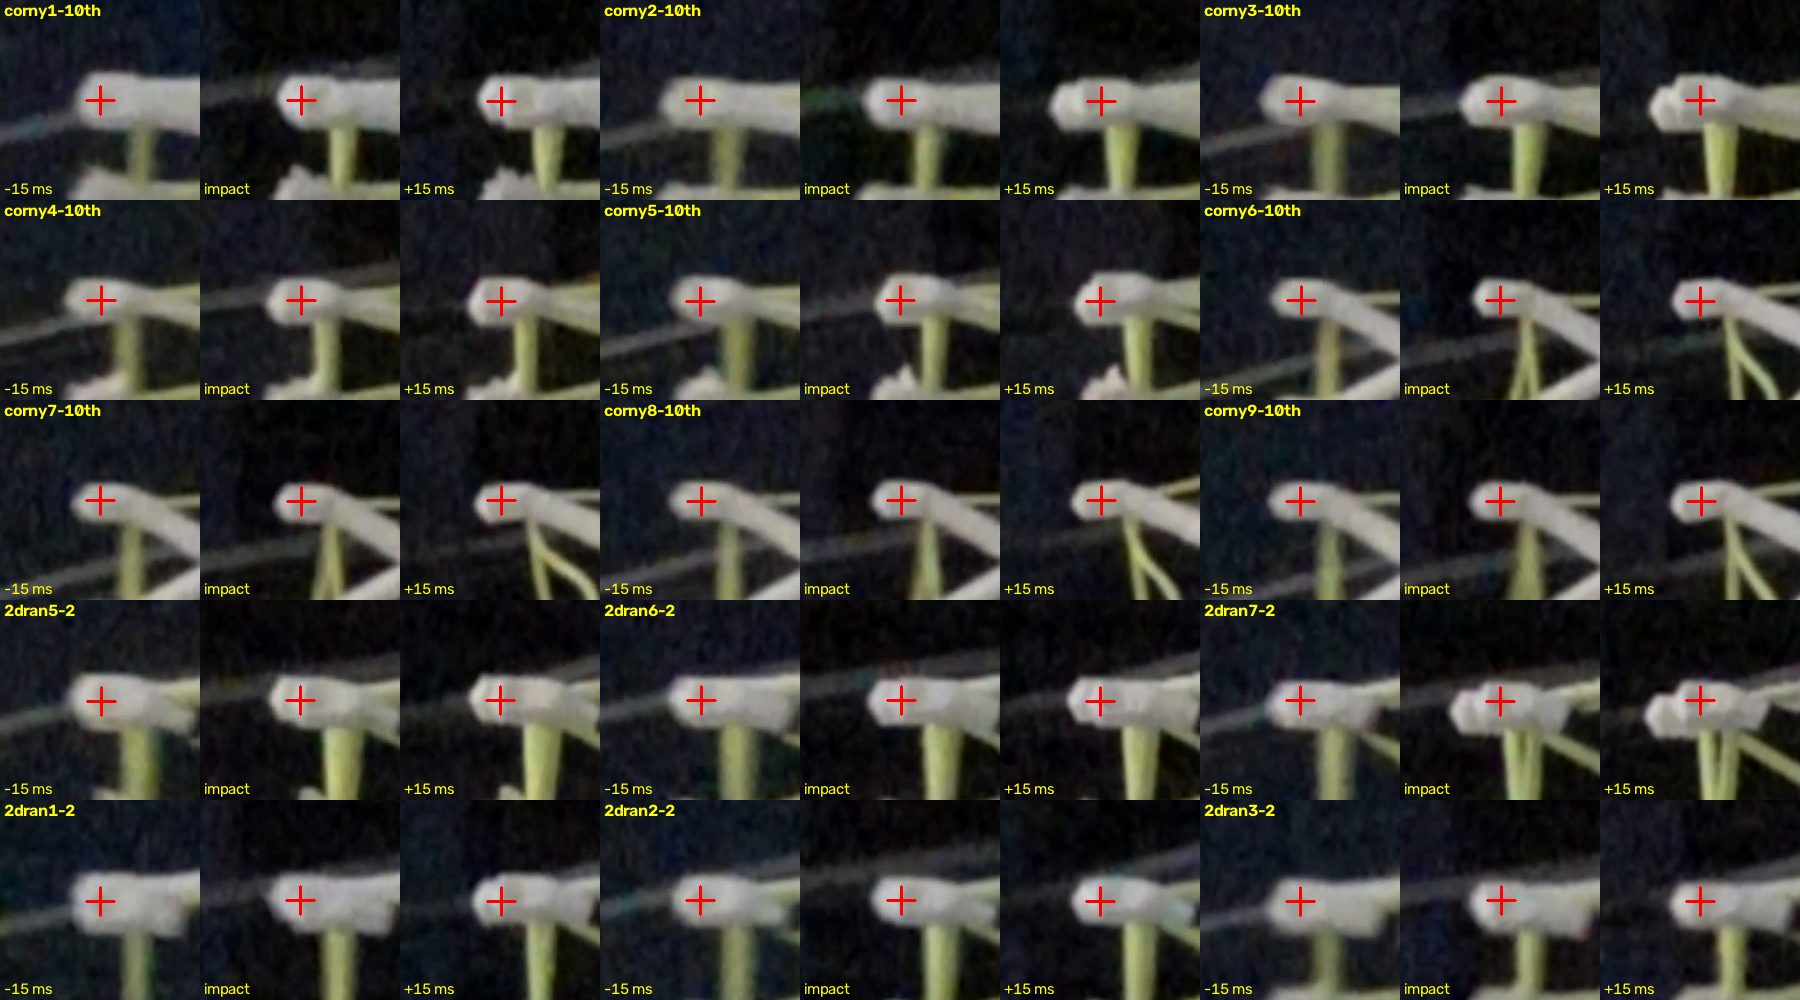 corny1-10th
corny2-10th
corny3-10th
-15 ms
impact
+15 ms
-15 ms
impact
+15 ms
-15 ms
impact
+15 ms
corny4-10th
corny5-10th
corny6-10th
-15 ms
impact
+15 ms
-15 ms
impact
+15 ms
-15 ms
impact
+15 ms
corny7-10th
corny8-10th
corny9-10th
-15 ms
impact
+15 ms
-15 ms
impact
+15 ms
-15 ms
impact
+15 ms
2dran5-2
2dran6-2
2dran7-2
-15 ms
impact
+15 ms
-15 ms
impact
+15 ms
-15 ms
impact
+15 ms
2dran1-2
2dran2-2
2dran3-2
-15 ms
impact
+15 ms
-15 ms
impact
+15 ms
-15 ms
impact
+15 ms